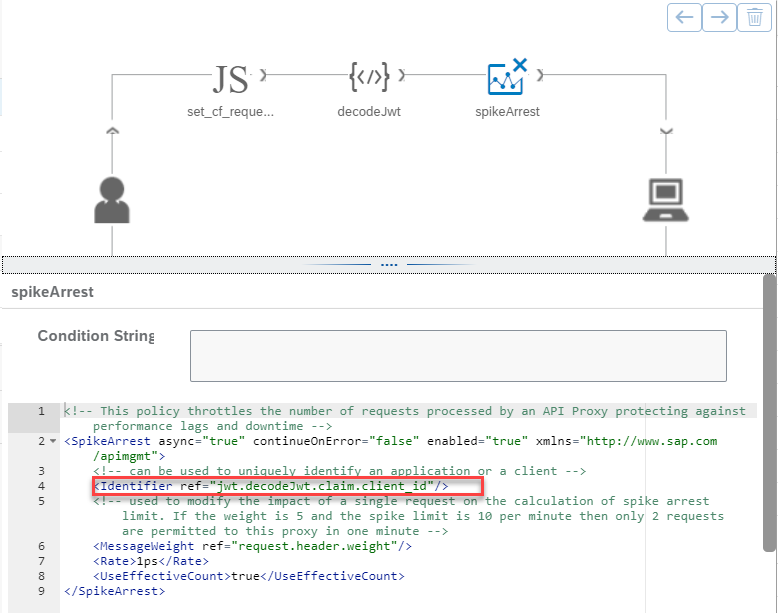 JS
{</>}
set_cf_reque...
decodeJwt
spikeArrest
spikeArrest
Condition String
1 <!-- This policy throttles the number of requests processed by an API Proxy protecting against
performance lags and downtime -->
2 <SpikeArrest async="true" continueOnError="false" enabled="true" xmlns="http://www.sap.com
/apimgmt">
3 <!-- can be used to uniquely identify an application or a client -->
4 <Identifier ref="jwt.decodeJwt.claim.client_id"/>
5 <!-- used to modify the impact of a single request on the calculation of spike arrest
limit. If the weight is 5 and the spike limit is 10 per minute then only 2 requests
are permitted to this proxy in one minute -->
6 <MessageWeight ref="request.header.weight"/>
7 <Rate>1ps</Rate>
8 <UseEffectiveCount>true</UseEffectiveCount>
9 </SpikeArrest>